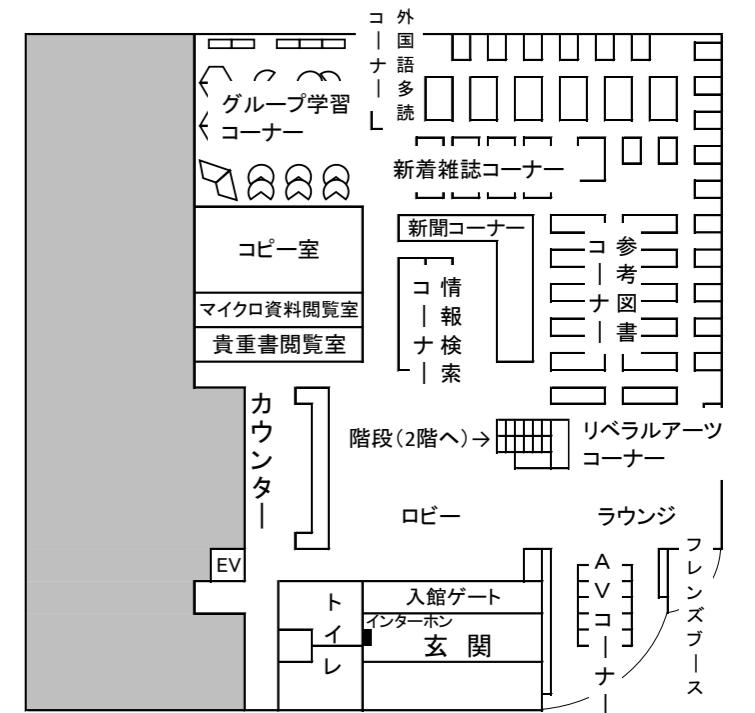 外国語多読
コーナー
グループ学習
コーナー
新着雑誌コーナー
新聞コーナー
コピー室
参考図書
コーナー
情報検索
コーナー
マイクロ資料閲覧室
貴重書閲覧室
カウンター
階段(2階へ)→
リベラルアーツ
コーナー
ロビー
ラウンジ
フレンズブース
EV
AVコーナー
トイレ
入館ゲート
インターホン
玄関